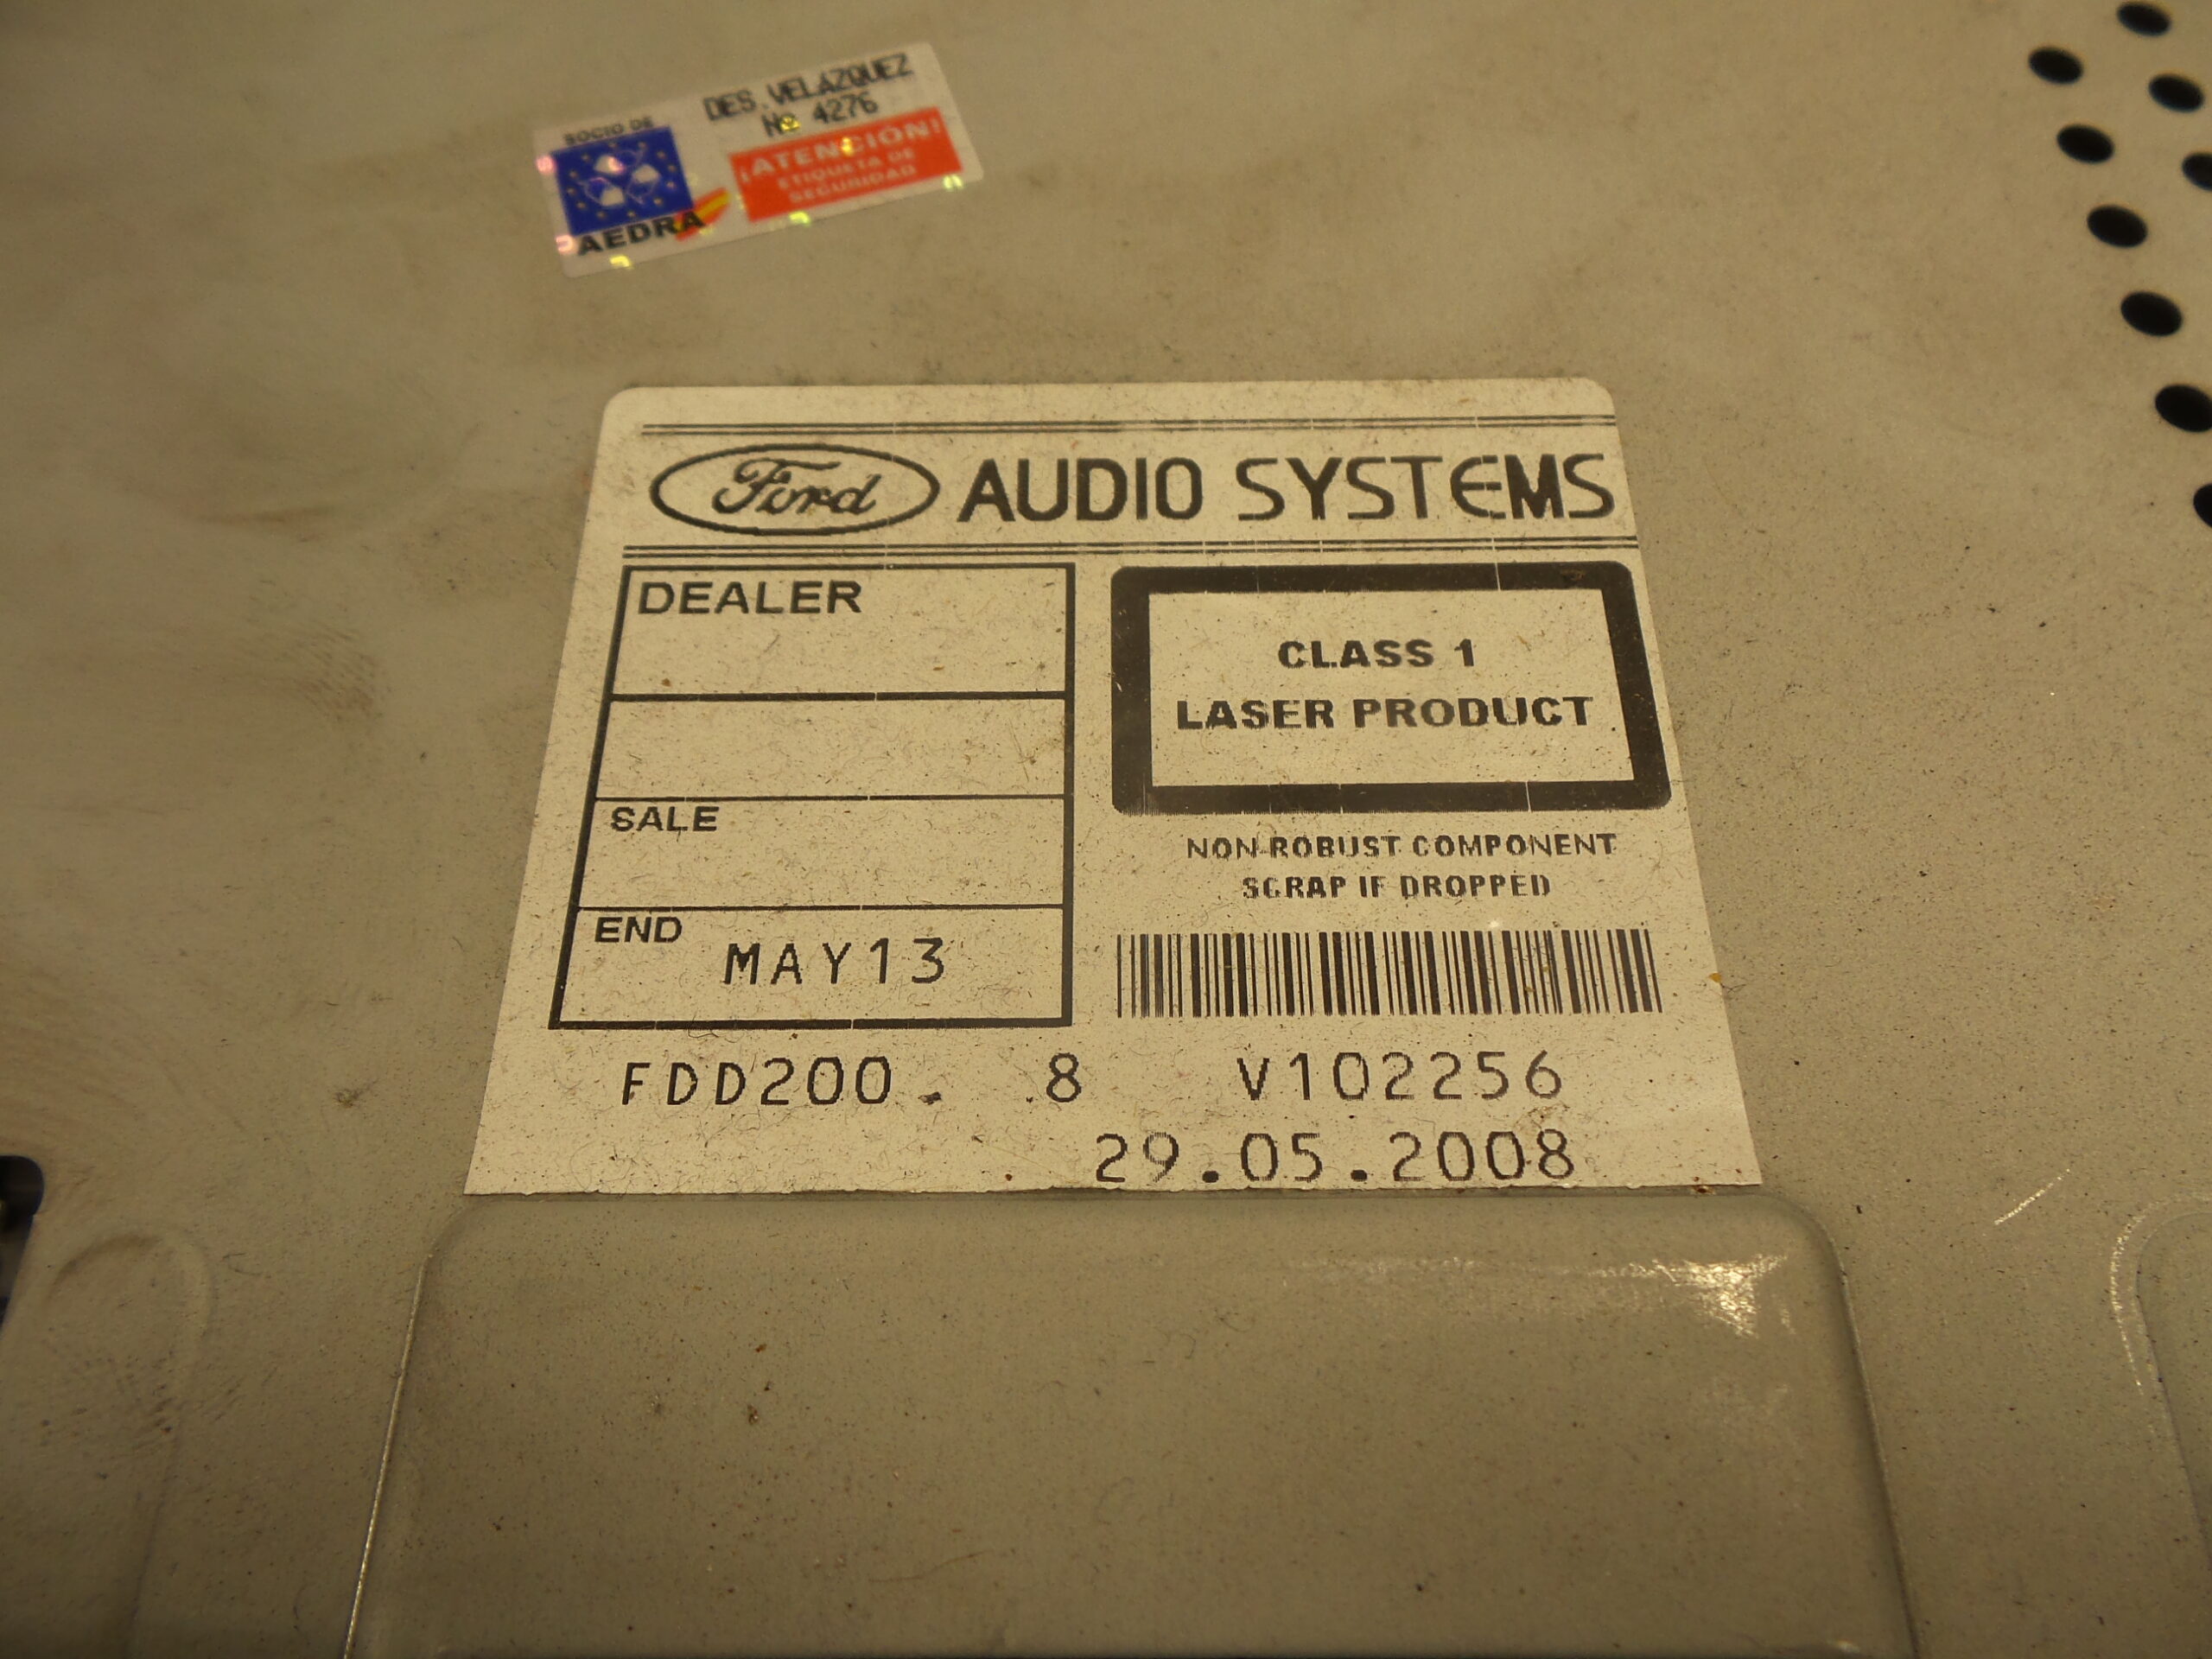 DES.VELAZQUEZ
Nº 4276
SOCIO DE
AEDRA
¡ATENCIÓN!
ETIQUETA DE
SEGURIDAD
Ford AUDIO SYSTEMS
DEALER
SALE
END MAY13
CLASS 1
LASER PRODUCT
NON-ROBUST COMPONENT
SCRAP IF DROPPED
FDD200. .8 V102256
29.05.2008